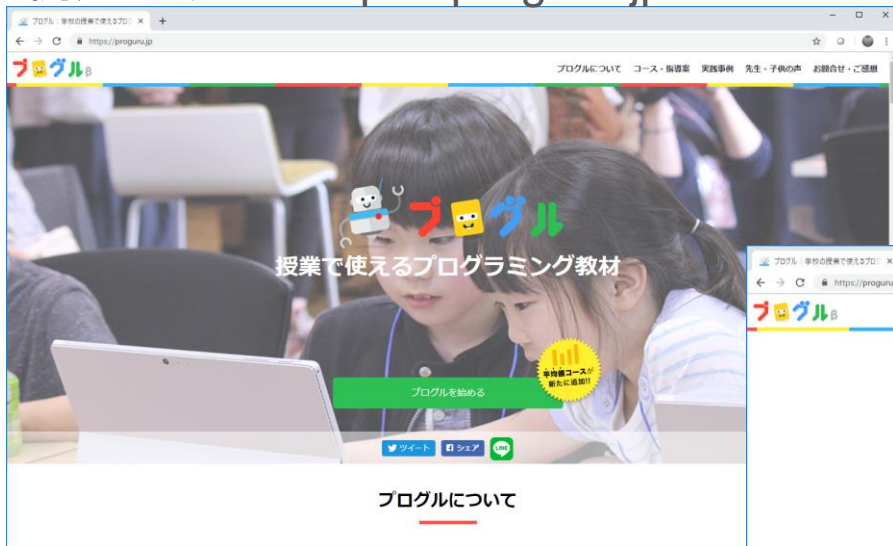 プログル | 学校の授業で使えるプロ
https://proguru.jp
プログルβ
プログルについて コース・指導案 実践事例 先生・子供の声 お問合せ・ご感想
プログル
授業で使えるプログラミング教材
平均値コースが
新たに追加!!
プログルを始める
ツイート シェア LINE
プログルについて
プログル | 学校の授業で使えるプロ
https://proguru
プログルβ